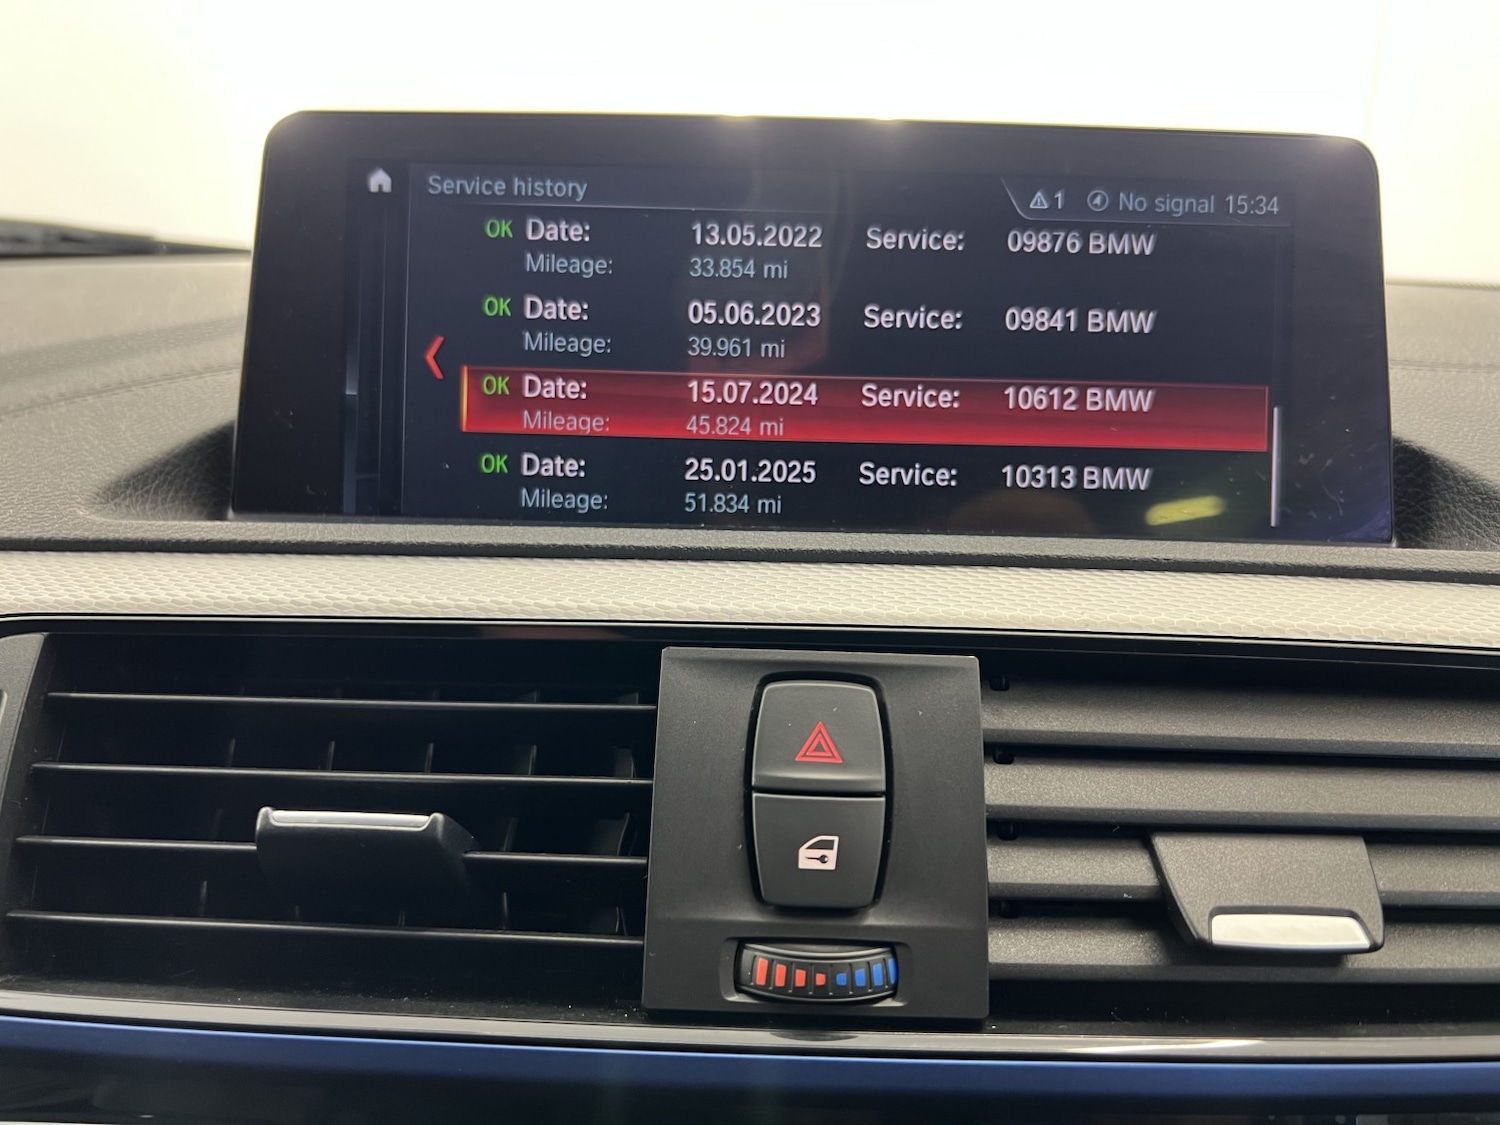 Service history
1 No signal 15:34
OK Date: 13.05.2022 Service: 09876 BMW
Mileage: 33.854 mi
OK Date: 05.06.2023 Service: 09841 BMW
Mileage: 39.961 mi
OK Date: 15.07.2024 Service: 10612 BMW
Mileage: 45.824 mi
OK Date: 25.01.2025 Service: 10313 BMW
Mileage: 51.834 mi